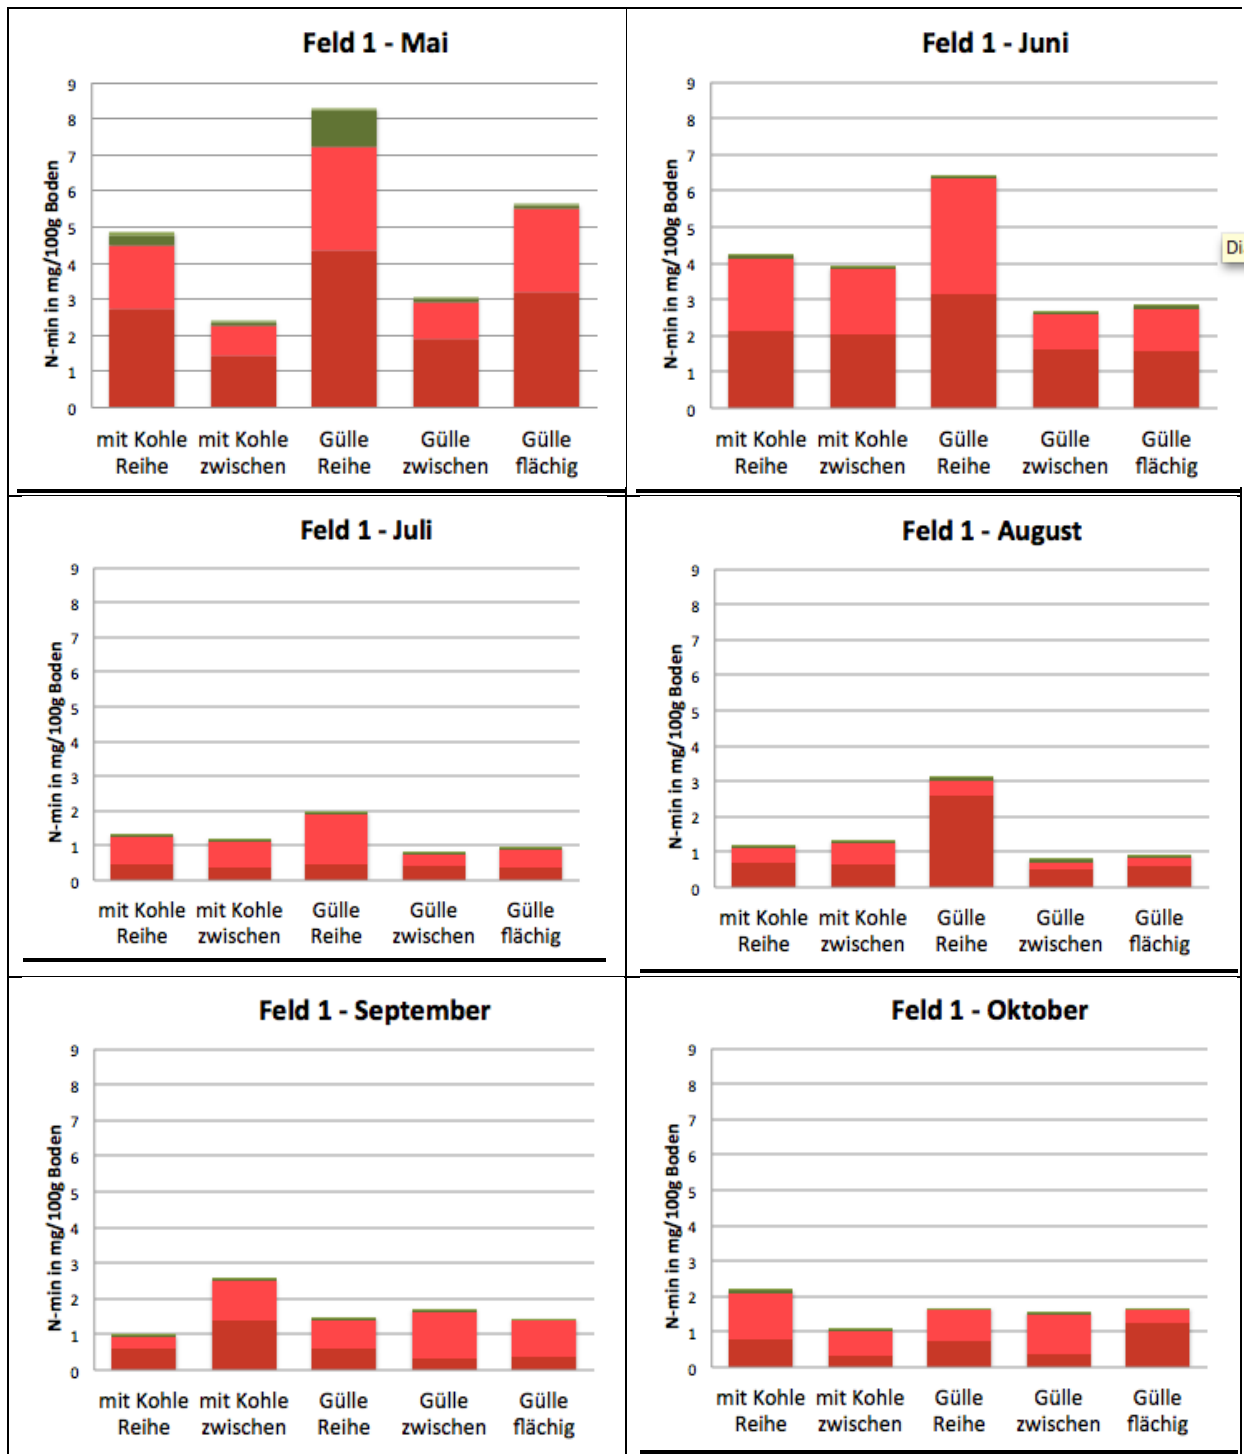 Feld 1 - Mai
N-min in mg/100g Boden
9
8
7
6
5
4
3
2
1
0
mit Kohle mit Kohle Gülle Gülle Gülle
Reihe zwischen Reihe zwischen flächig
Feld 1 - Juni
N-min in mg/100g Boden
9
8
7
6
5
4
3
2
1
0
mit Kohle mit Kohle Gülle Gülle Gülle
Reihe zwischen Reihe zwischen flächig
Di
Feld 1 - Juli
N-min in mg/100g Boden
9
8
7
6
5
4
3
2
1
0
mit Kohle mit Kohle Gülle Gülle Gülle
Reihe zwischen Reihe zwischen flächig
Feld 1 - August
N-min in mg/100g Boden
9
8
7
6
5
4
3
2
1
0
mit Kohle mit Kohle Gülle Gülle Gülle
Reihe zwischen Reihe zwischen flächig
Feld 1 - September
N-min in mg/100g Boden
9
8
7
6
5
4
3
2
1
0
mit Kohle mit Kohle Gülle Gülle Gülle
Reihe zwischen Reihe zwischen flächig
Feld 1 - Oktober
N-min in mg/100g Boden
9
8
7
6
5
4
3
2
1
0
mit Kohle mit Kohle Gülle Gülle Gülle
Reihe zwischen Reihe zwischen flächig